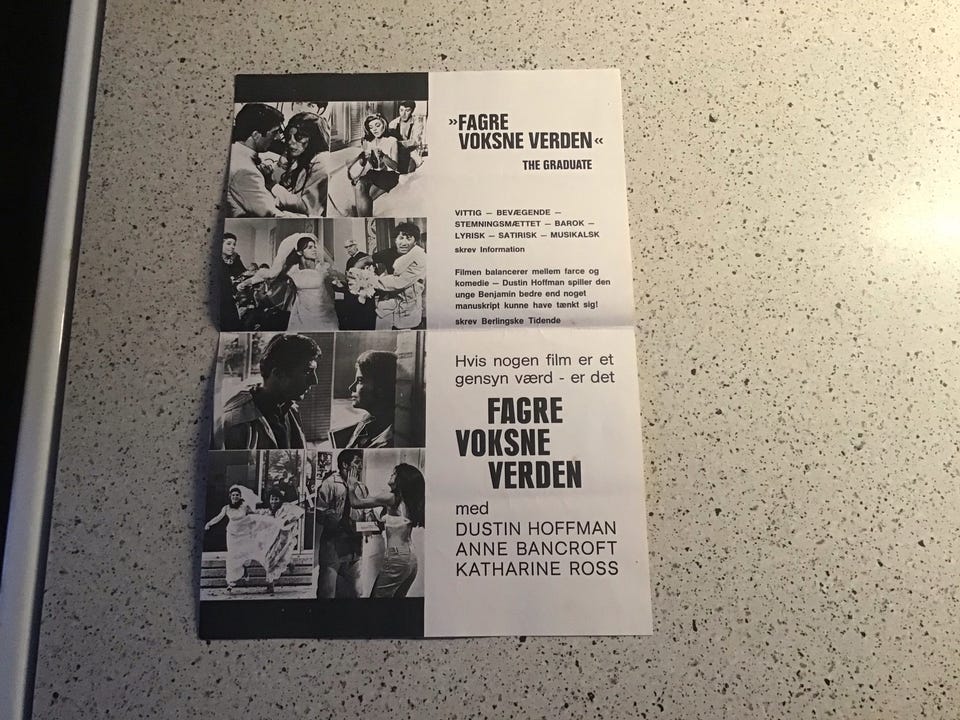 »FAGRE
VOKSNE VERDEN«
THE GRADUATE
VITTIG — BEVÆGENDE —
STEMNINGSMÆTTET — BAROK —
LYRISK — SATIRISK — MUSIKALSK
skrev Information
Filmen balancerer mellem farce og
komedie — Dustin Hoffman spiller den
unge Benjamin bedre end noget
manuskript kunne have tænkt sig!
skrev Berlingske Tidende
Hvis nogen film er et
gensyn værd - er det
FAGRE
VOKSNE
VERDEN
med
DUSTIN HOFFMAN
ANNE BANCROFT
KATHARINE ROSS